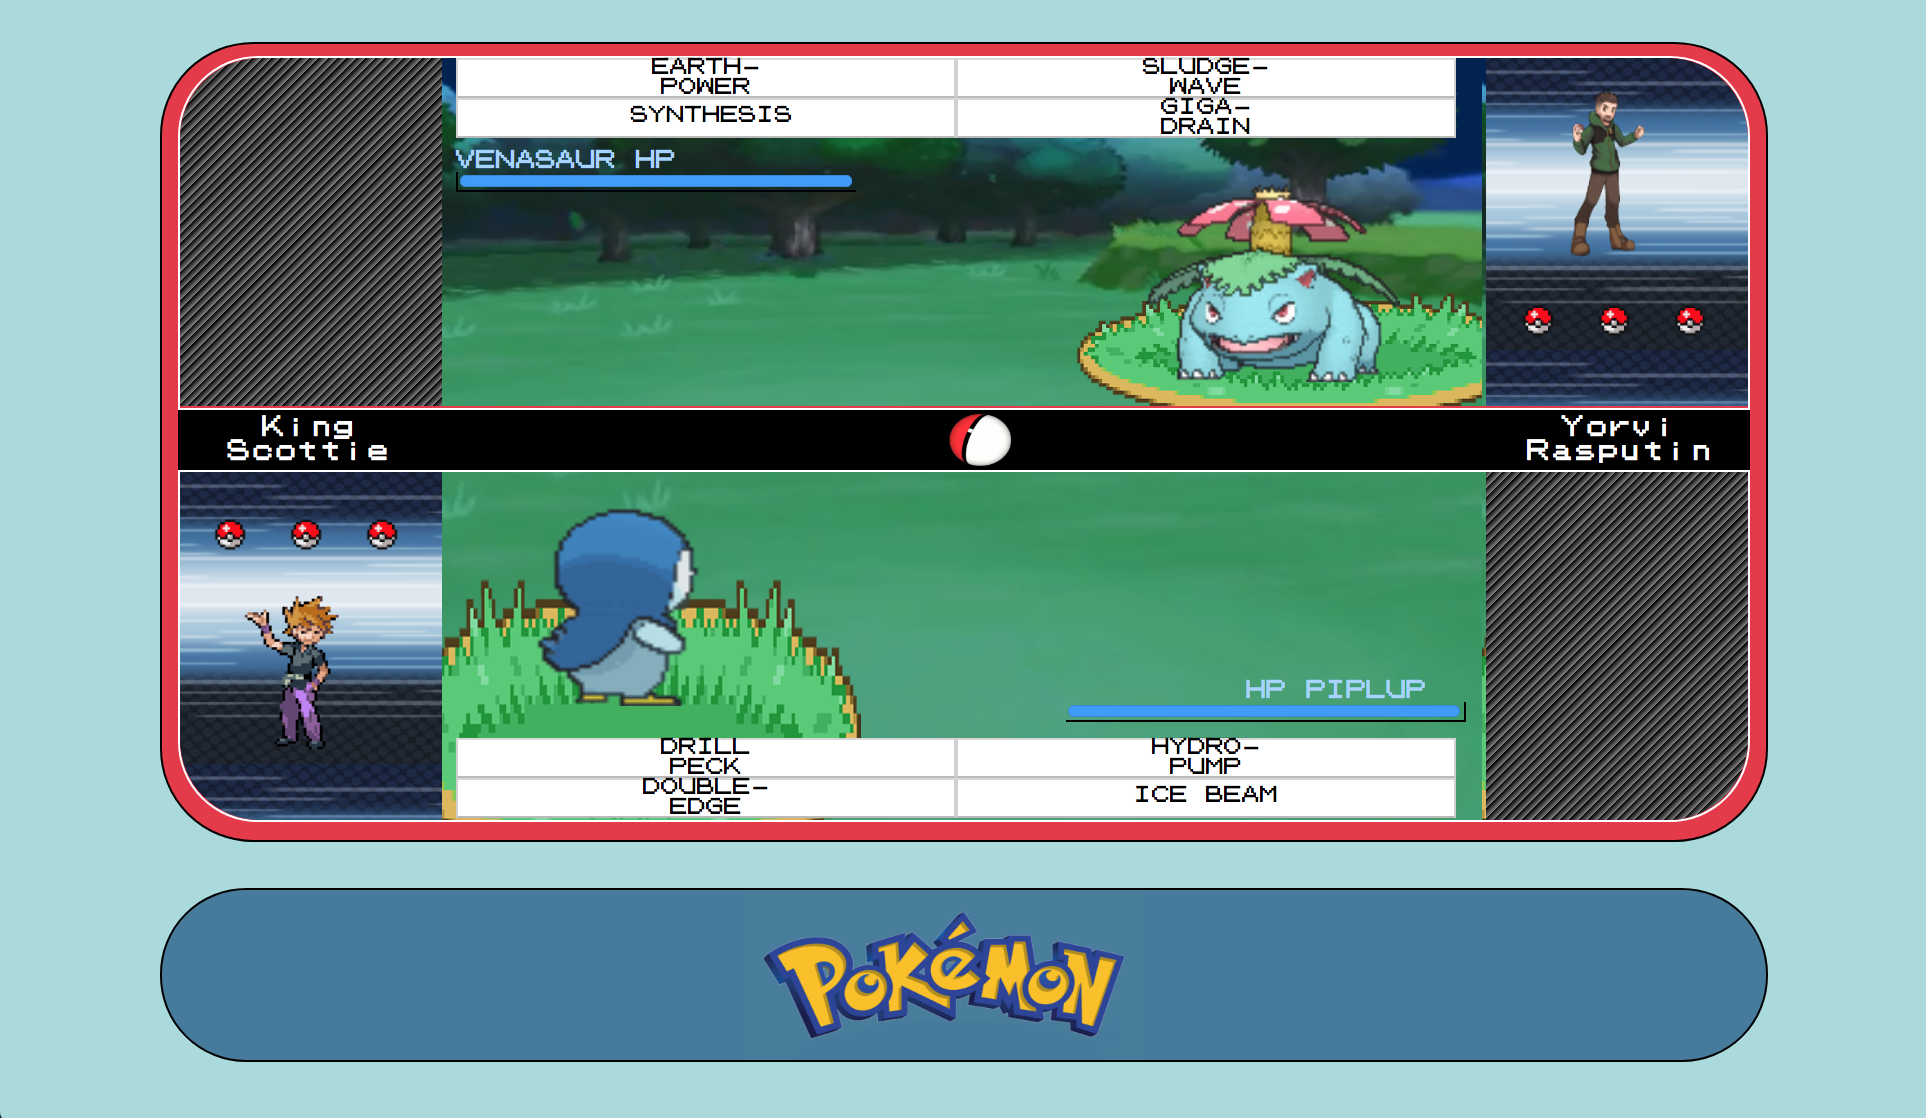 EARTH-
POWER
SLUDGE-
WAVE
SYNTHESIS
GIGA-
DRAIN
VENASAUR HP
King
Scottie
Yorvi
Rasputin
HP PIPLUP
DRILL
PECK
HYDRO-
PUMP
DOUBLE-
EDGE
ICE BEAM
POKéMON